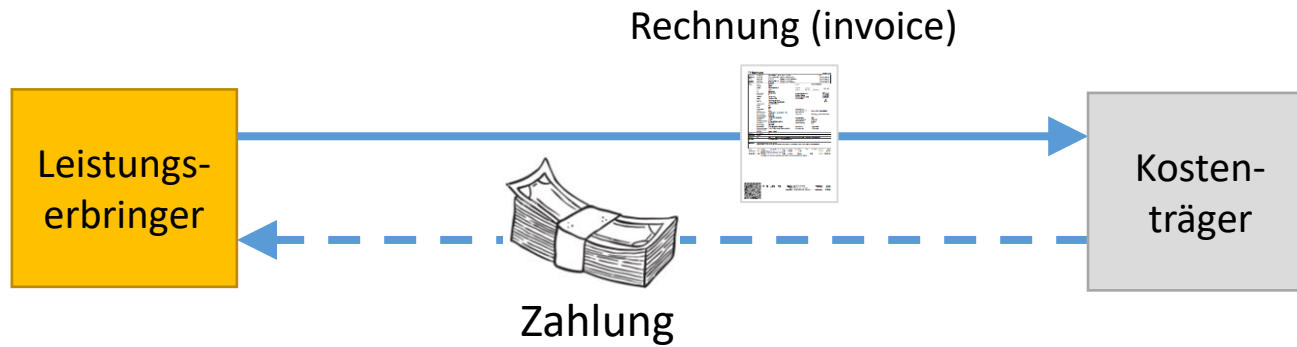 Rechnung (invoice)
Leistungs-
erbringer
Kosten-
träger
Zahlung